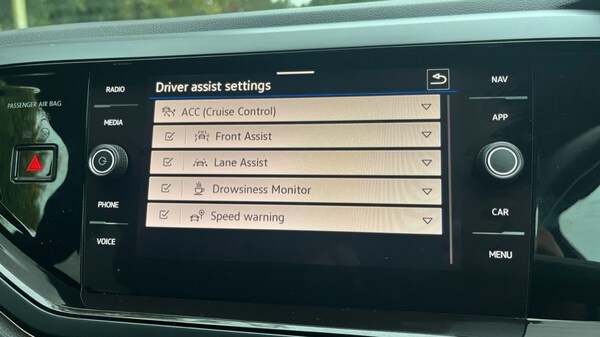 PASSENGER AIR BAG
RADIO
MEDIA
PHONE
VOICE
Driver assist settings
ACC (Cruise Control)
Front Assist
Lane Assist
Drowsiness Monitor
Speed warning
NAV
APP
CAR
MENU